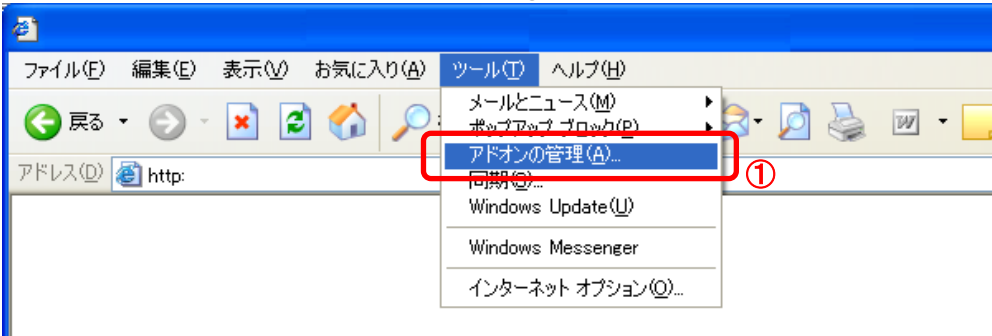 ファイル(F) 編集(E) 表示(V) お気に入り(A) ツール(T) ヘルプ(H)
戻る
メールとニュース(M)
ポップアップ ブロック(P)
アドオンの管理(A)...
①
アドレス(D) http:
同期(S)...
Windows Update(U)
Windows Messenger
インターネット オプション(O)...